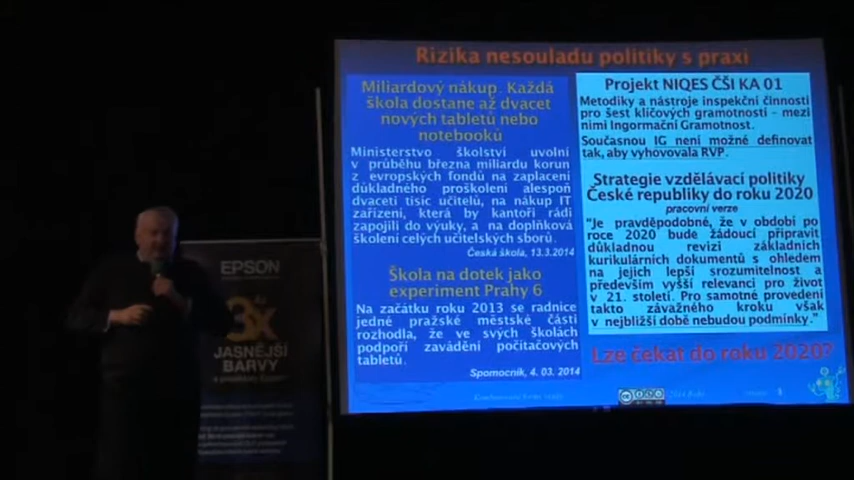 Rizika nesouladu politiky s praxí
Miliardový nákup. Každá
škola dostane až dvacet
nových tabletů nebo
notebooků
Ministerstvo školství uvolní
v průběhu března miliardu korun
z evropských fondů na zaplacení
důkladného proškolení alespoň
dvaceti tisíc učitelů, na nákup IT
zařízení, která by kantoři rádi
zapojili do výuky, a na doplňková
školení celých učitelských sborů.
Česká škola, 13.3.2014
Škola na dotek jako
experiment Prahy 6
Na začátku roku 2013 se radnice
jedné pražské městské části
rozhodla, že ve svých školách
podpoří zavádění počítačových
tabletů.
Spomocník, 4. 03. 2014
Projekt NIQES ČŠI KA 01
Metodiky a nástroje inspekční činnosti
pro šest klíčových gramotností – mezi
nimi Ingormační Gramotnost.
Současnou IG není možné definovat
tak, aby vyhovovala RVP.
Strategie vzdělávací politiky
České republiky do roku 2020
pracovní verze
"Je pravděpodobné, že v období po
roce 2020 bude žádoucí připravit
důkladnou revizi základních
kurikulárních dokumentů s ohledem
na jejich lepší srozumitelnost a
především vyšší relevanci pro život
v 21. století. Pro samotné provedení
takto závažného kroku však
v nejbližší době nebudou podmínky."
Lze čekat do roku 2020?
EPSON
Až
3x
JASNĚJŠÍ
BARVY